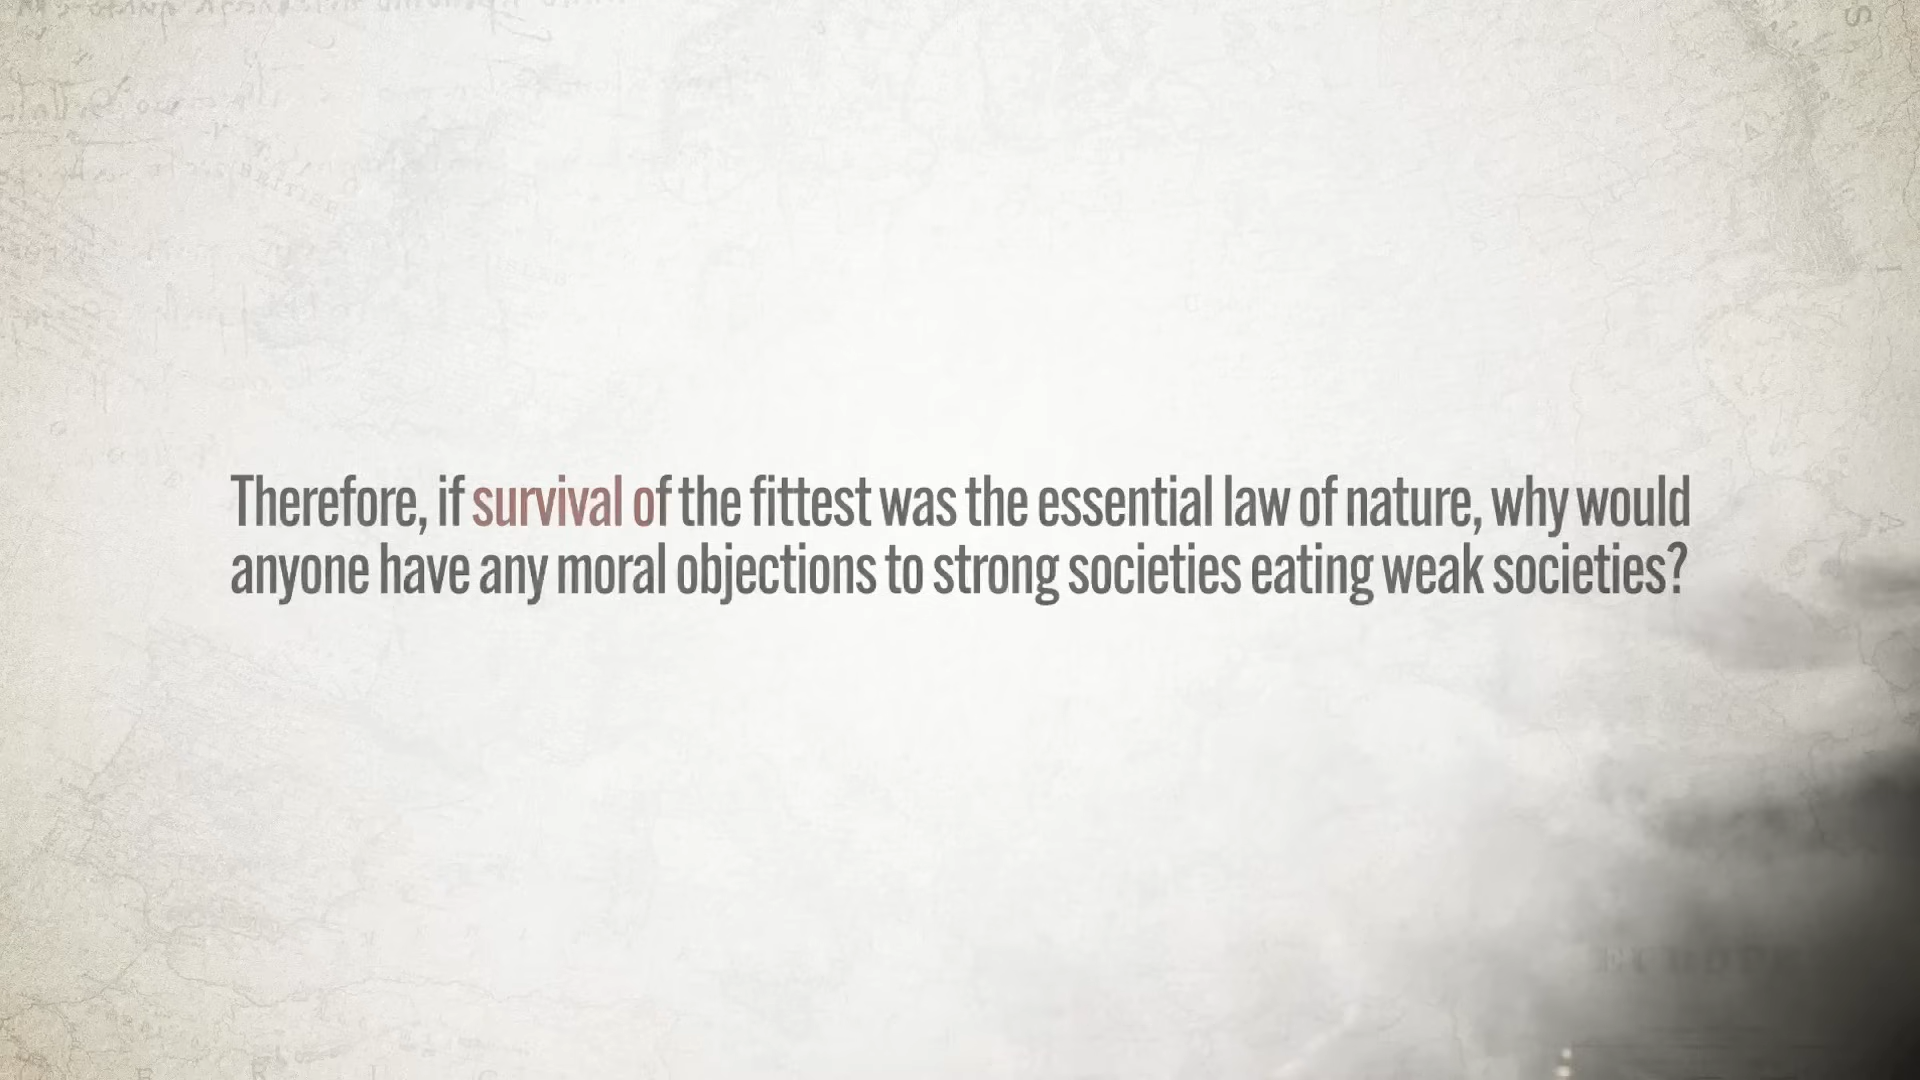 Therefore, if survival of the fittest was the essential law of nature, why would
anyone have any moral objections to strong societies eating weak societies?